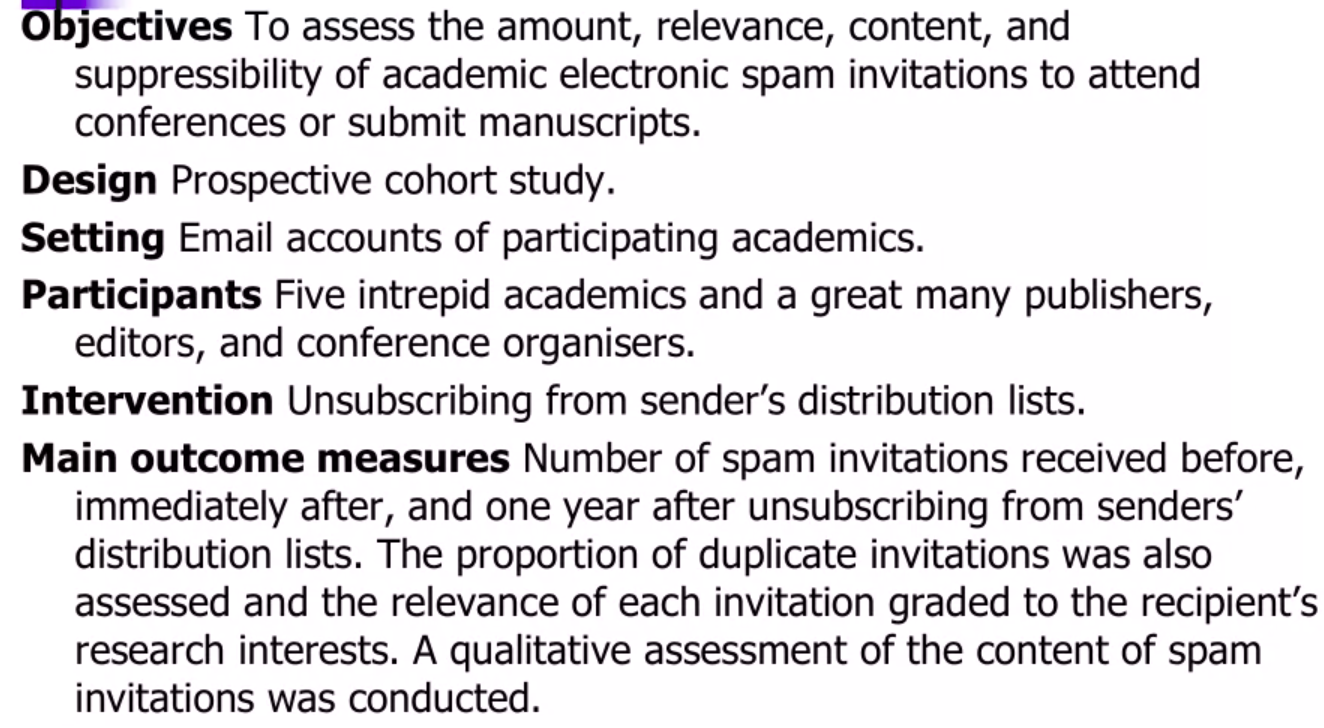 Objectives To assess the amount, relevance, content, and
suppressibility of academic electronic spam invitations to attend
conferences or submit manuscripts.
Design Prospective cohort study.
Setting Email accounts of participating academics.
Participants Five intrepid academics and a great many publishers,
editors, and conference organisers.
Intervention Unsubscribing from sender’s distribution lists.
Main outcome measures Number of spam invitations received before,
immediately after, and one year after unsubscribing from senders’
distribution lists. The proportion of duplicate invitations was also
assessed and the relevance of each invitation graded to the recipient’s
research interests. A qualitative assessment of the content of spam
invitations was conducted.